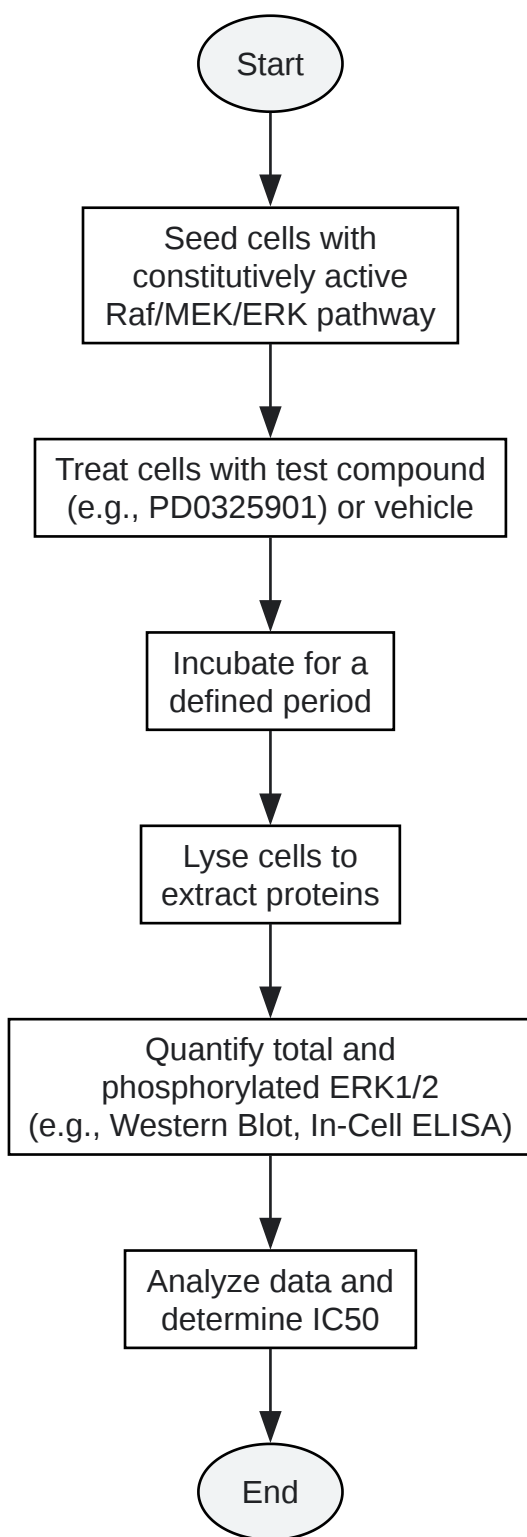 Start
Seed cells with
constitutively active
Raf/MEK/ERK pathway
Treat cells with test compound
(e.g., PD0325901) or vehicle
Incubate for a
defined period
Lyse cells to
extract proteins
Quantify total and
phosphorylated ERK1/2
(e.g., Western Blot, In-Cell ELISA)
Analyze data and
determine IC50
End